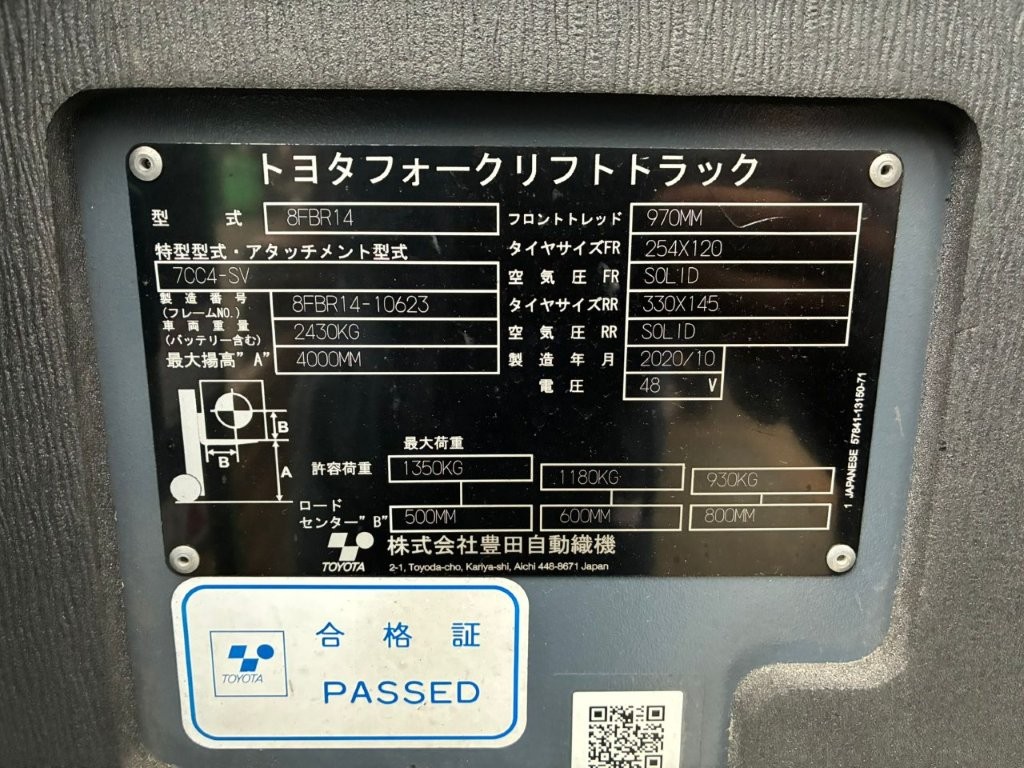 トヨタフォークリフトトラック
型 式 8FBR14
特型型式・アタッチメント型式
7CC4-SV
製造番号 8FBR14-10623
(フレームNO.)
車両重量 2430KG
(バッテリー含む)
最大揚高"A" 4000MM
フロントトレッド 970MM
タイヤサイズFR 254X120
空気圧 FR SOLID
タイヤサイズRR 330X145
空気圧 RR SOLID
製造年月 2020/10
電圧 48 V
B
B
A
最大荷重
許容荷重 1350KG 1180KG 930KG
ロード
センター"B" 500MM 600MM 800MM
TOYOTA 株式会社豊田自動織機
2-1, Toyoda-cho, Kariya-shi, Aichi 448-8671 Japan
1 JAPANESE 57841-13150-71
合格証
TOYOTA
PASSED